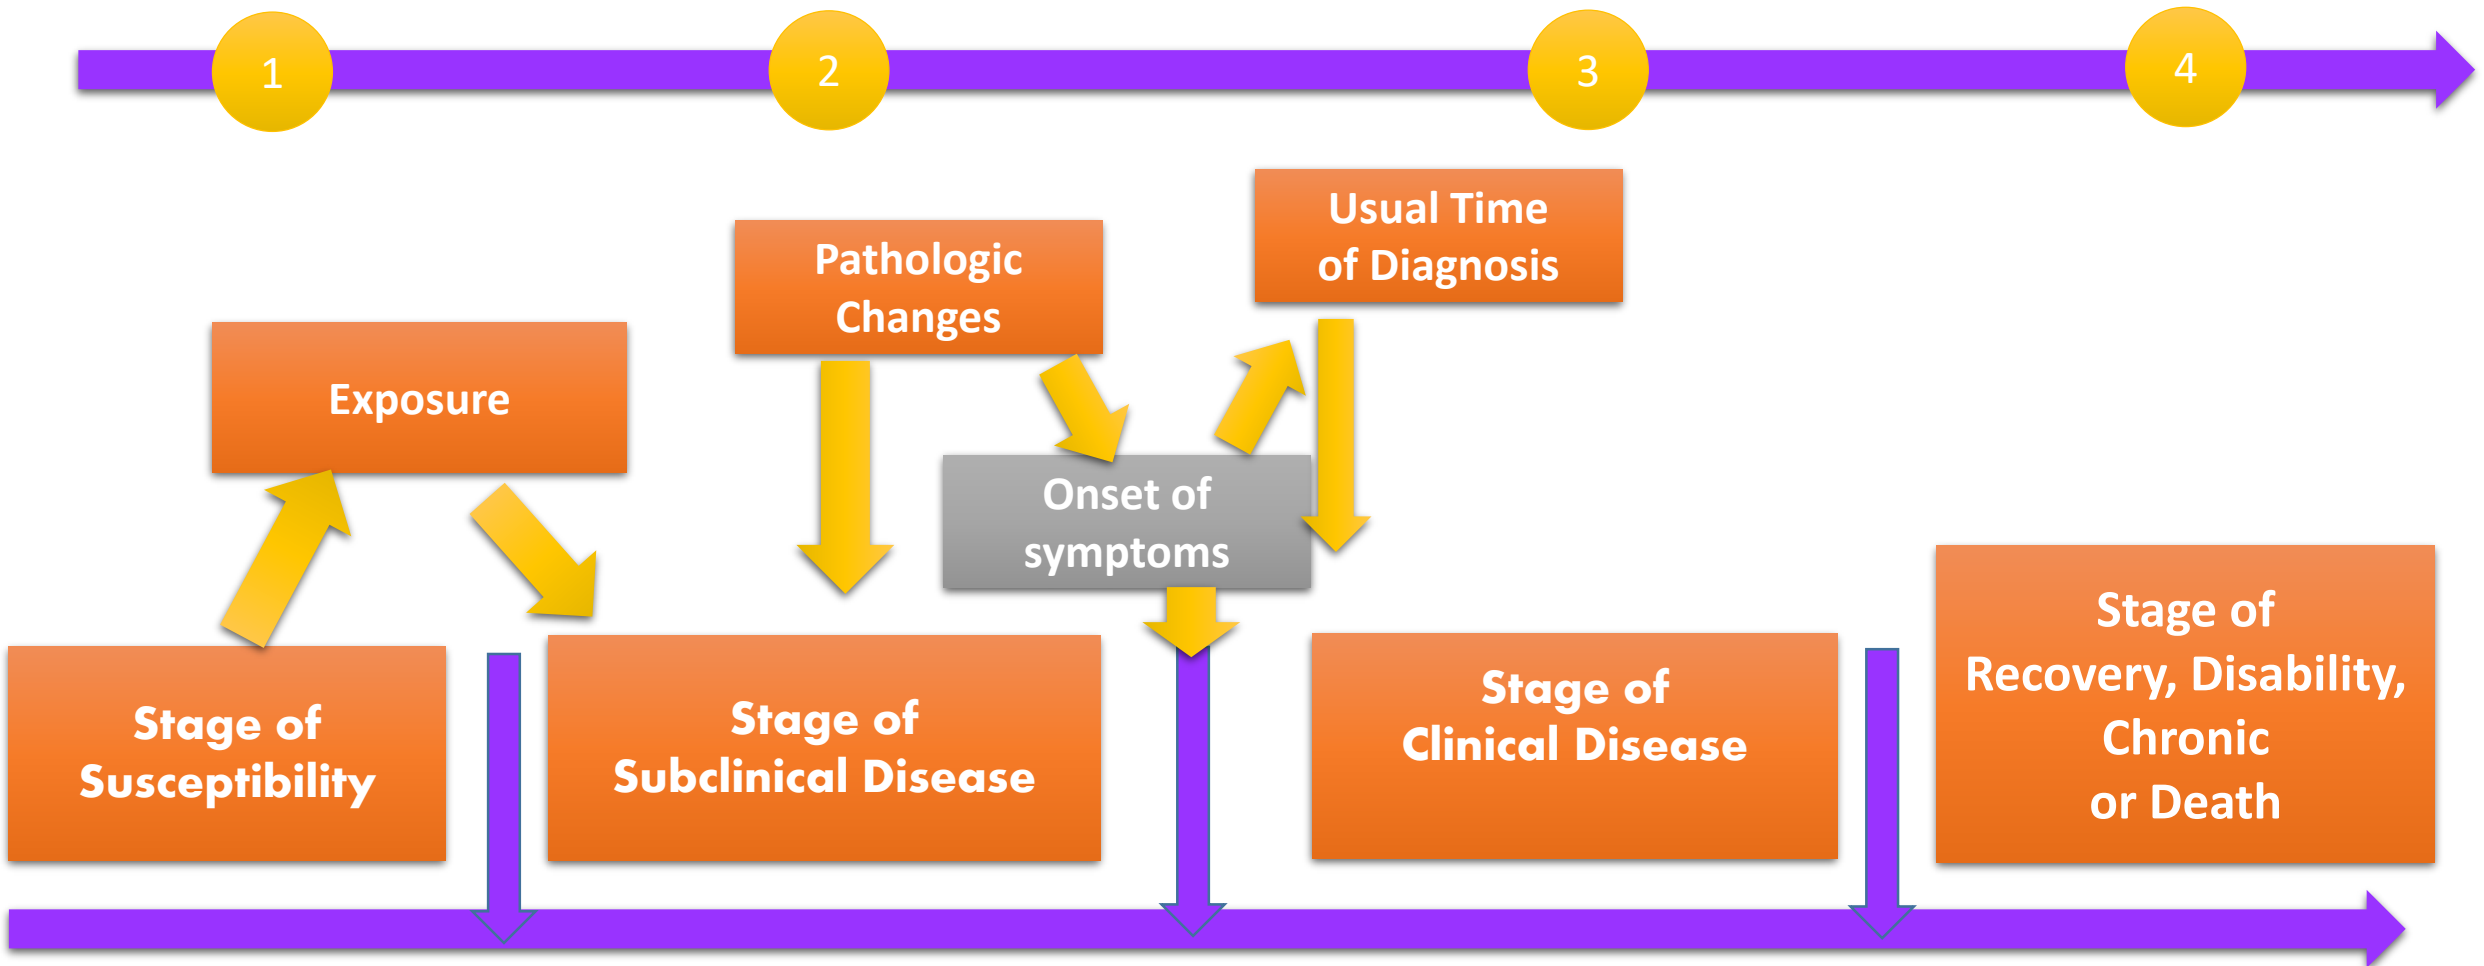 1
2
3
4
Usual Time
of Diagnosis
Pathologic
Changes
Exposure
Onset of
symptoms
Stage of
Susceptibility
Stage of
Subclinical Disease
Stage of
Clinical Disease
Stage of
Recovery, Disability,
Chronic
or Death